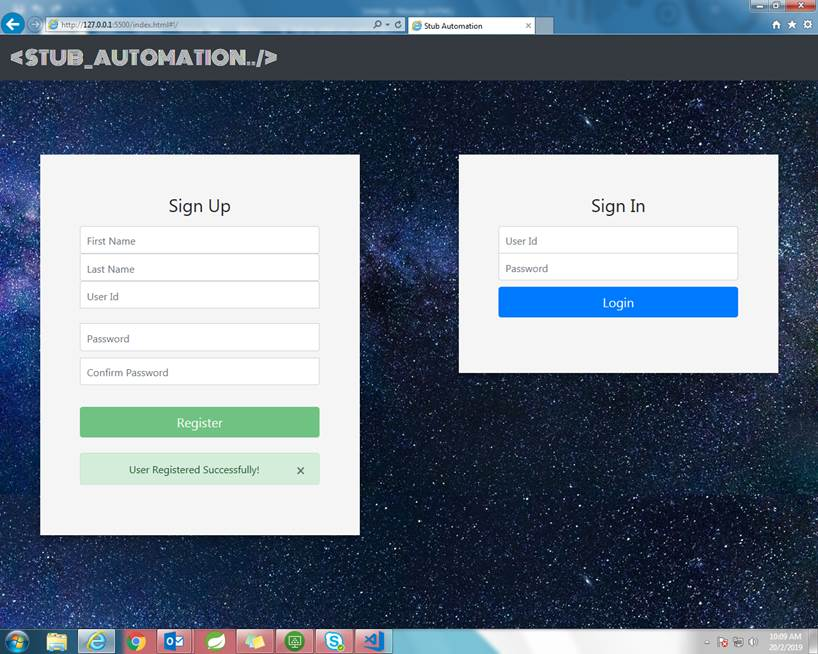 http://127.0.0.1:5500/index.html#!/
Stub Automation
<STUB_AUTOMATION../>
Sign Up
First Name
Last Name
User Id
Password
Confirm Password
Register
User Registered Successfully!
Sign In
User Id
Password
Login
10:09 AM
20/2/2019